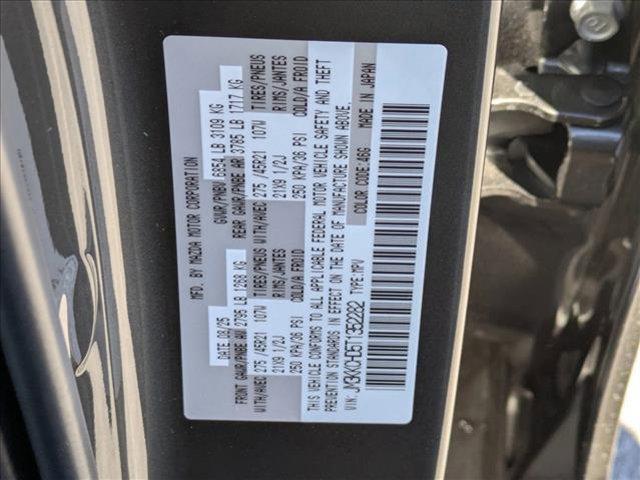 MFD. BY MAZDA MOTOR CORPORATION
DATE 08/25 GVWR/PNBV 6854 LB 3109 KG
FRONT GAWR/PNBE AV 2795 LB 1268 KG REAR GAWR/PNBE AR 3785 LB 1717 KG
WITH/AVEC TIRES/PNEUS WITH/AVEC TIRES/PNEUS
275 /45R21 107W 275 /45R21 107W
RIMS/JANTES RIMS/JANTES
21X9 1/2J 21X9 1/2J
COLD/A FROID COLD/A FROID
250 KPA/36 PSI 250 KPA/36 PSI
THIS VEHICLE CONFORMS TO ALL APPLICABLE FEDERAL MOTOR VEHICLE SAFETY AND THEFT
PREVENTION STANDARDS IN EFFECT ON THE DATE OF MANUFACTURE SHOWN ABOVE.
VIN: TYPE:MPV COLOR CODE:46G MADE IN JAPAN